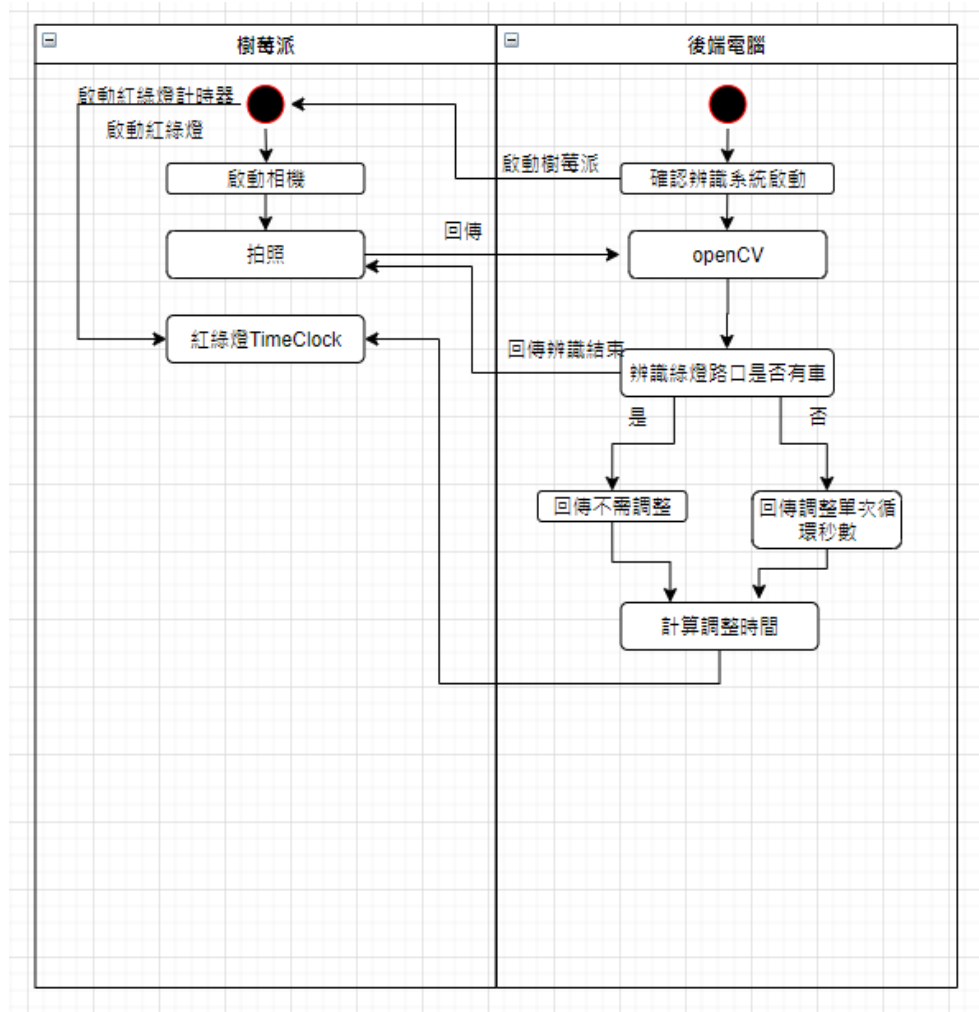 樹莓派
後端電腦
啟動紅綠燈計時器
啟動紅綠燈
啟動相機
啟動樹莓派
確認辨識系統啟動
拍照
回傳
openCV
紅綠燈TimeClock
回傳辨識結束
辨識綠燈路口是否有車
是
否
回傳不需調整
回傳調整單次循
環秒數
計算調整時間